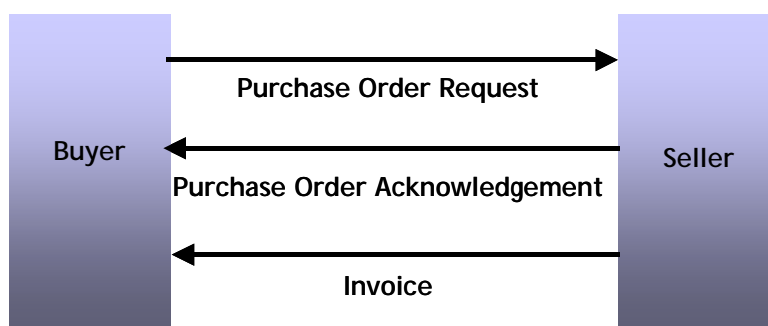 Purchase Order Request
Buyer
Seller
Purchase Order Acknowledgement
Invoice